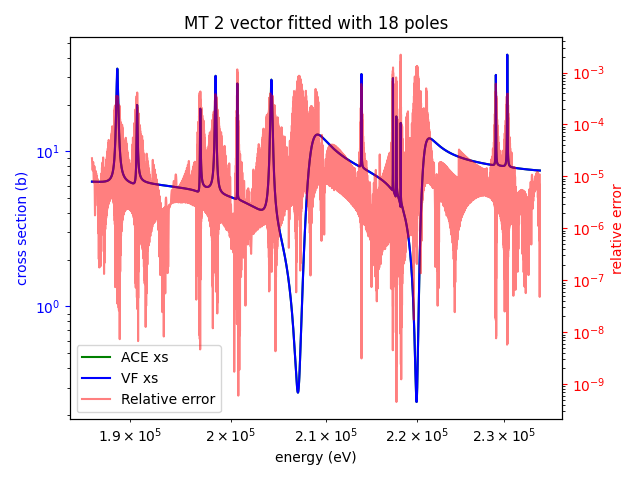 MT 2 vector fitted with 18 poles
cross section (b)
10¹
10⁰
10⁻³
10⁻⁴
10⁻⁵
10⁻⁶
10⁻⁷
10⁻⁸
10⁻⁹
relative error
ACE xs
VF xs
Relative error
1.9 × 10⁵ 2 × 10⁵ 2.1 × 10⁵ 2.2 × 10⁵ 2.3 × 10⁵
energy (eV)